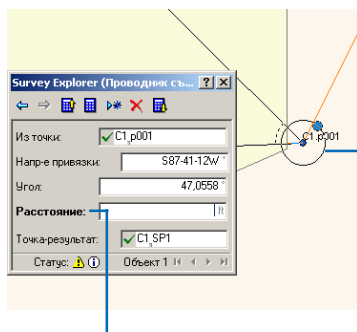 Survey Explorer (Проводник съ...
Из точки: C1_p001
Напр-е привязки: S87-41-12W °
Угол: 47,0558 °
Расстояние: ft
Точка-результат: C1_SP1
Статус: Объект 1
C1_p001